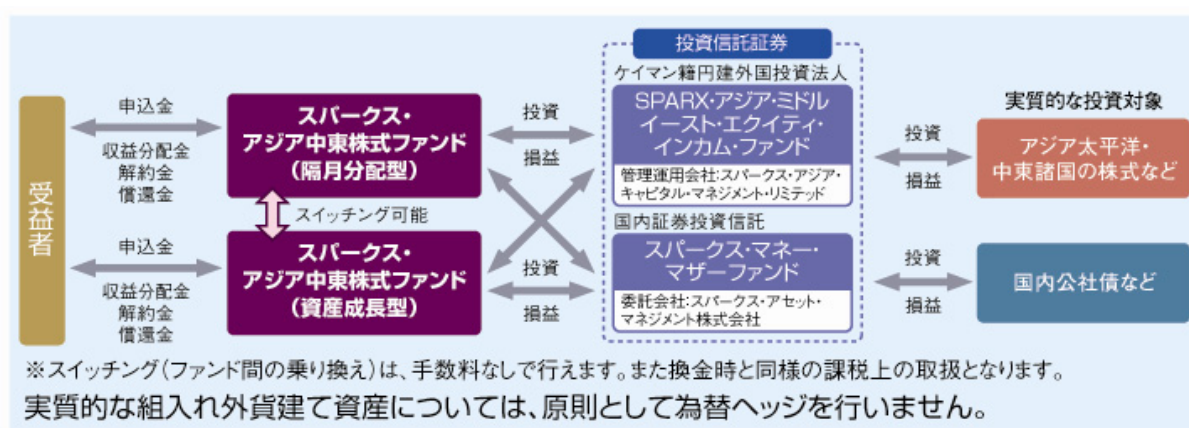 投資信託証券
ケイマン籍円建外国投資法人
受益者
申込金
収益分配金
解約金
償還金
スパークス・
アジア中東株式ファンド
（隔月分配型）
投資
損益
SPARX・アジア・ミドル
イースト・エクイティ・
インカム・ファンド
管理運用会社：スパークス・アジア・
キャピタル・マネジメント・リミテッド
投資
損益
実質的な投資対象
アジア太平洋・
中東諸国の株式など
スイッチング可能
国内証券投資信託
申込金
収益分配金
解約金
償還金
スパークス・
アジア中東株式ファンド
（資産成長型）
投資
損益
スパークス・マネー・
マザーファンド
委託会社：スパークス・アセット・
マネジメント株式会社
投資
損益
国内公社債など
※スイッチング（ファンド間の乗り換え）は、手数料なしで行えます。また換金時と同様の課税上の取扱となります。
実質的な組入れ外貨建て資産については、原則として為替ヘッジを行いません。